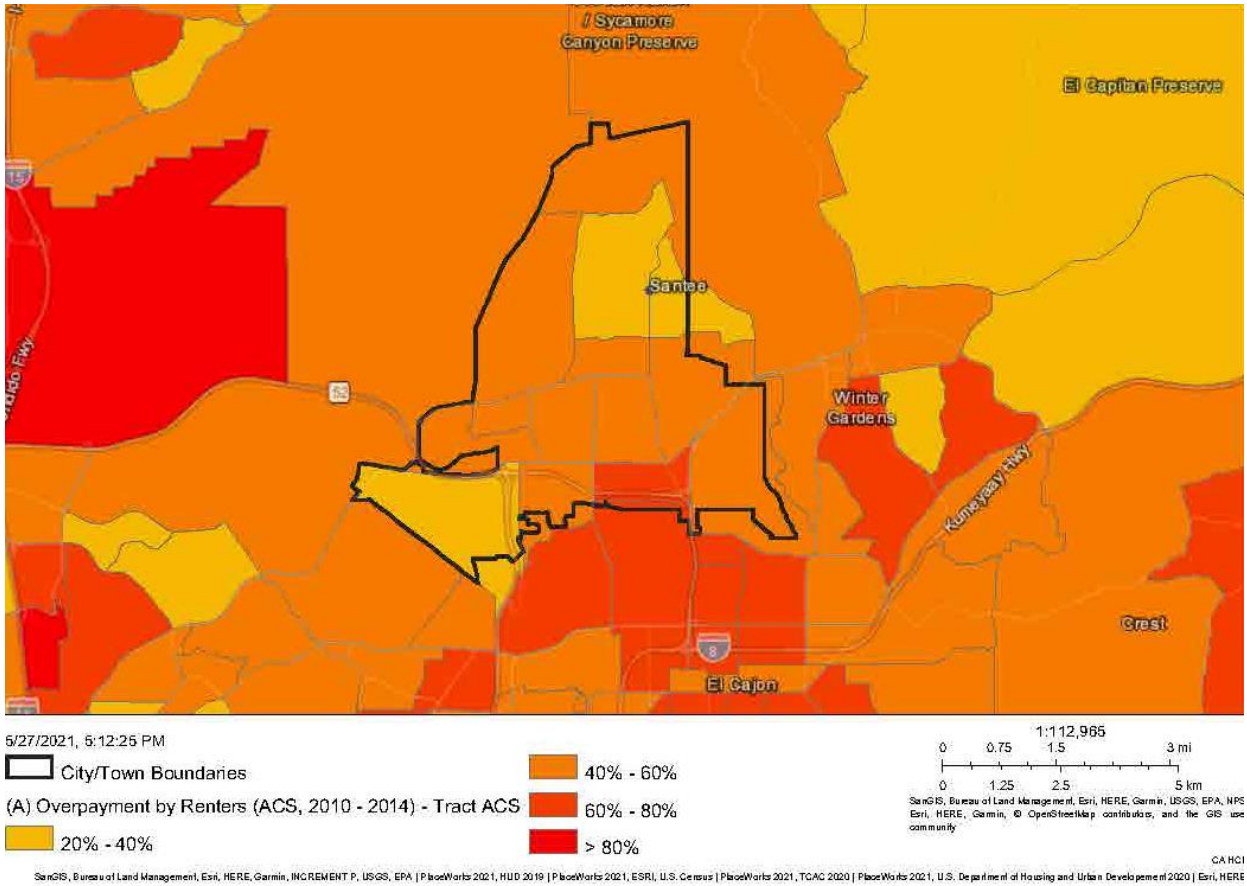 / Sycamore
Canyon Preserve
El Capitan Preserve
15
Santee
52
ndido Fwy
Winter
Gardens
Kumeyaay Hwy
Crest
8
El Cajon
5/27/2021, 5:12:25 PM
City/Town Boundaries
(A) Overpayment by Renters (ACS, 2010 - 2014) - Tract ACS
20% - 40%
40% - 60%
60% - 80%
> 80%
1:112,965
0 0.75 1.5 3 mi
0 1.25 2.5 5 km
SanGIS, Bureau of Land Management, Esri, HERE, Garmin, USGS, EPA, NPS
Esri, HERE, Garmin, © OpenStreetMap contributors, and the GIS use
community
CA HCI
SanGIS, Bureau of Land Management, Esri, HERE, Garmin, INCREMENT P, USGS, EPA | PlaceWorks 2021, HUD 2019 | PlaceWorks 2021, ESRI, U.S. Census | PlaceWorks 2021, TCAC 2020 | PlaceWorks 2021, U.S. Department of Housing and Urban Developement 2020 | Esri, HERE